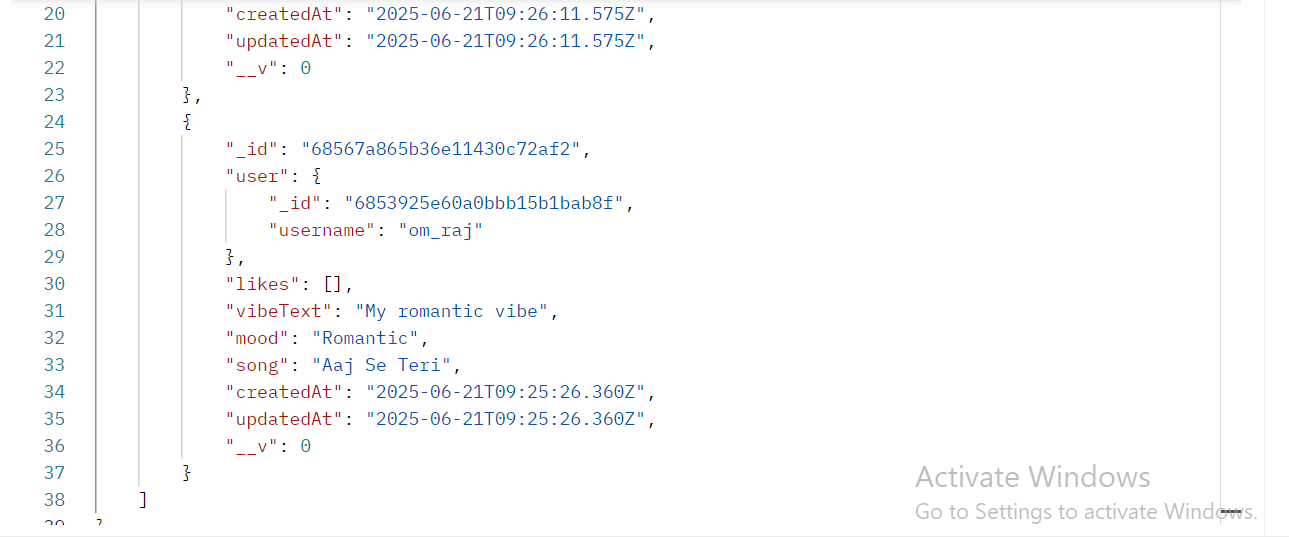 20 "createdAt": "2025-06-21T09:26:11.575Z",
21 "updatedAt": "2025-06-21T09:26:11.575Z",
22 "__v": 0
23 },
24 {
25 "_id": "68567a865b36e11430c72af2",
26 "user": {
27 "_id": "6853925e60a0bbb15b1bab8f",
28 "username": "om_raj"
29 },
30 "likes": [],
31 "vibeText": "My romantic vibe",
32 "mood": "Romantic",
33 "song": "Aaj Se Teri",
34 "createdAt": "2025-06-21T09:25:26.360Z",
35 "updatedAt": "2025-06-21T09:25:26.360Z",
36 "__v": 0
37 }
38 ]
Activate Windows
Go to Settings to activate Windows.